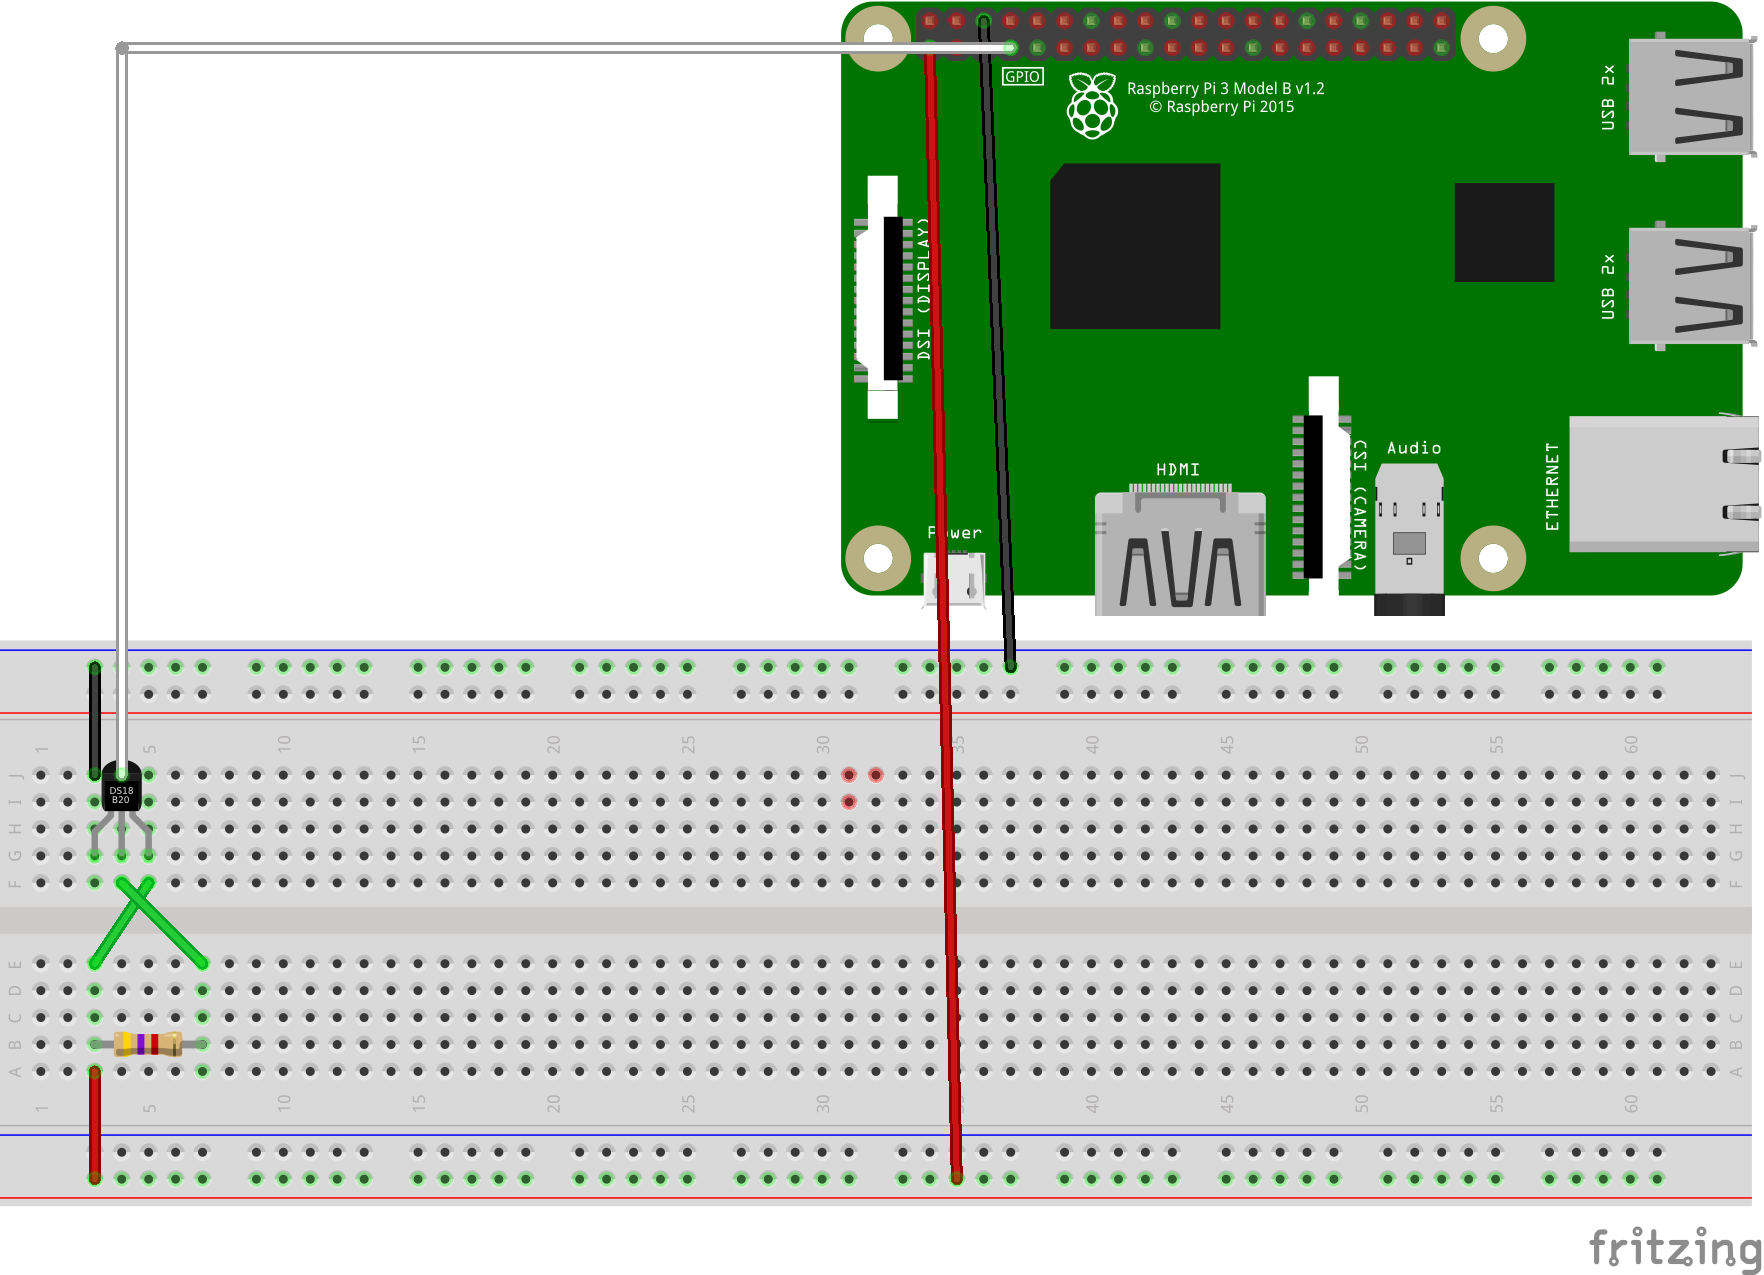 GPIO
Raspberry Pi 3 Model B v1.2
© Raspberry Pi 2015
USB 2x
DSI (DISPLAY)
USB 2x
Audio
HDMI
CSI (CAMERA)
ETHERNET
Power
1 5 10 15 20 25 30 35 40 45 50 55 60
J J
DS18
B20
I I
H H
G G
F F
E E
D D
C C
B B
A A
1 5 10 15 20 25 30 35 40 45 50 55 60
fritzing